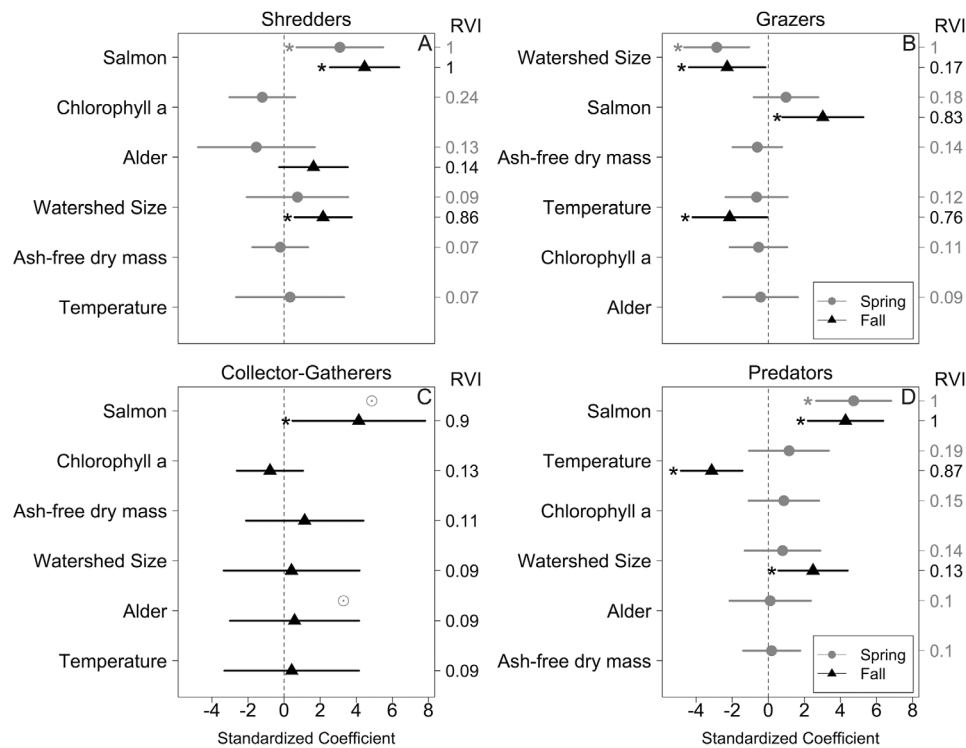 Shredders RVI
A
Salmon * 1
* 1
Chlorophyll a 0.24
Alder 0.13
0.14
Watershed Size 0.09
* 0.86
Ash-free dry mass 0.07
Temperature 0.07
Grazers RVI
B
Watershed Size * 1
* 0.17
Salmon 0.18
* 0.83
Ash-free dry mass 0.14
Temperature 0.12
* 0.76
Chlorophyll a 0.11
Alder 0.09
Spring
Fall
Collector-Gatherers RVI
C
Salmon
* 0.9
Chlorophyll a 0.13
Ash-free dry mass 0.11
Watershed Size 0.09
Alder 0.09
Temperature 0.09
-4 -2 0 2 4 6 8
Standardized Coefficient
Predators RVI
D
Salmon * 1
* 1
Temperature 0.19
* 0.87
Chlorophyll a 0.15
Watershed Size 0.14
* 0.13
Alder 0.1
Ash-free dry mass 0.1
Spring
Fall
-4 -2 0 2 4 6 8
Standardized Coefficient